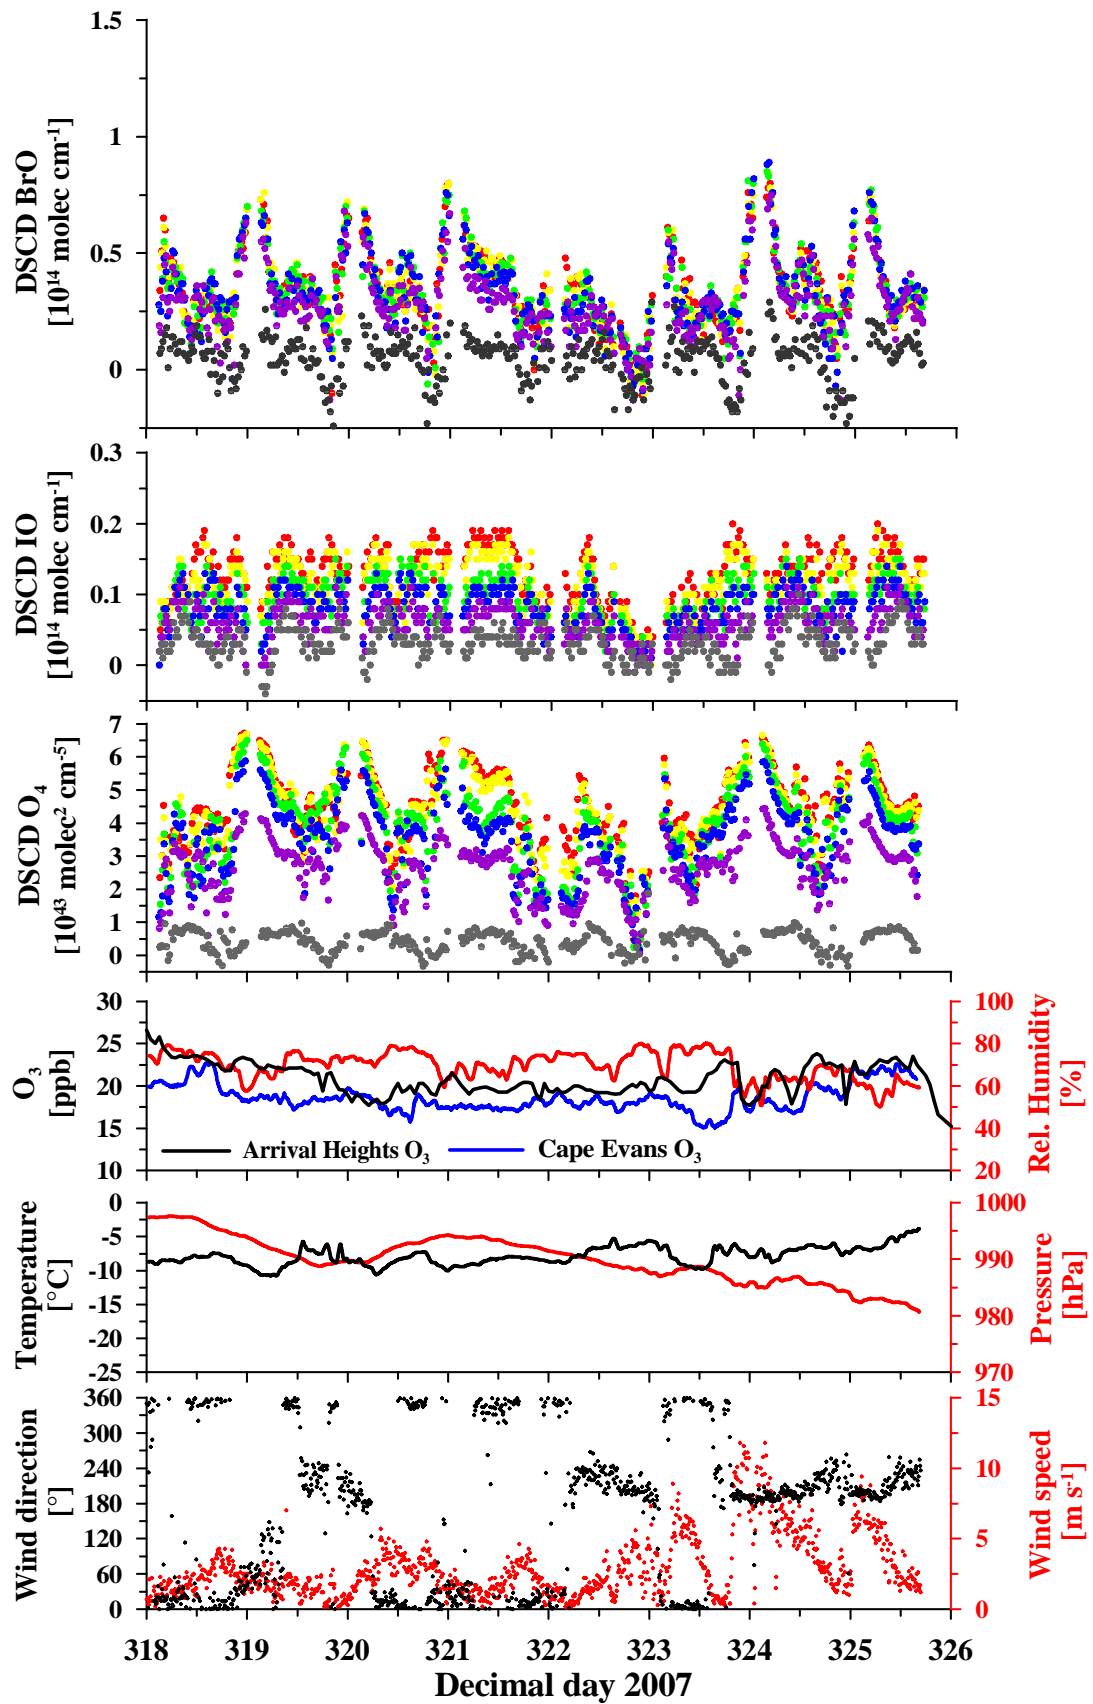 1.5
1
0.5
0
DSCD BrO
[10¹⁴ molec cm⁻¹]
0.3
0.2
0.1
0
DSCD IO
[10¹⁴ molec cm⁻¹]
7
6
5
4
3
2
1
0
DSCD O₄
[10⁴³ molec² cm⁻⁵]
30
25
20
15
10
O₃
[ppb]
Arrival Heights O₃
Cape Evans O₃
100
80
60
40
20
Rel. Humidity
[%]
0
-5
-10
-15
-20
-25
Temperature
[°C]
1000
990
980
970
Pressure
[hPa]
360
300
240
180
120
60
0
Wind direction
[°]
15
10
5
0
Wind speed
[m s⁻¹]
318 319 320 321 322 323 324 325 326
Decimal day 2007